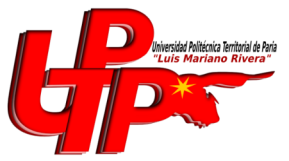 UPTP
Universidad Politécnica Territorial de Paria
"Luis Mariano Rivera"